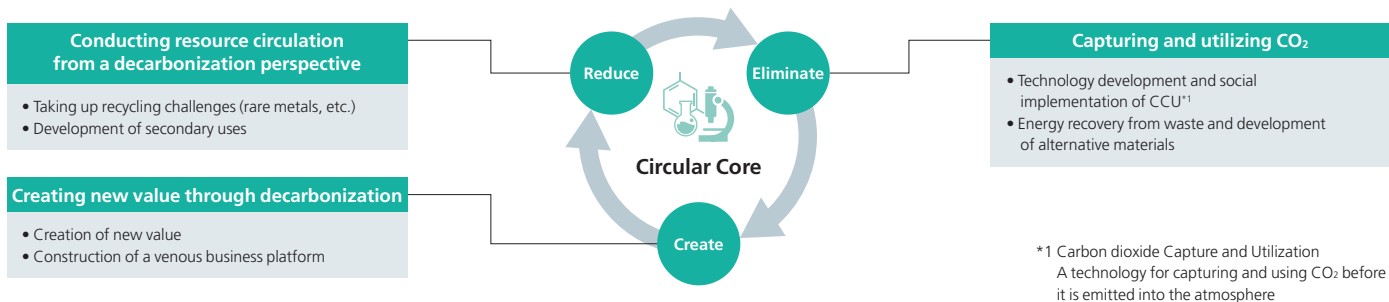 Conducting resource circulation
from a decarbonization perspective
• Taking up recycling challenges (rare metals, etc.)
• Development of secondary uses
Creating new value through decarbonization
• Creation of new value
• Construction of a venous business platform
Reduce
Eliminate
Circular Core
Create
Capturing and utilizing CO₂
• Technology development and social
implementation of CCU*1
• Energy recovery from waste and development
of alternative materials
*1 Carbon dioxide Capture and Utilization
A technology for capturing and using CO₂ before
it is emitted into the atmosphere